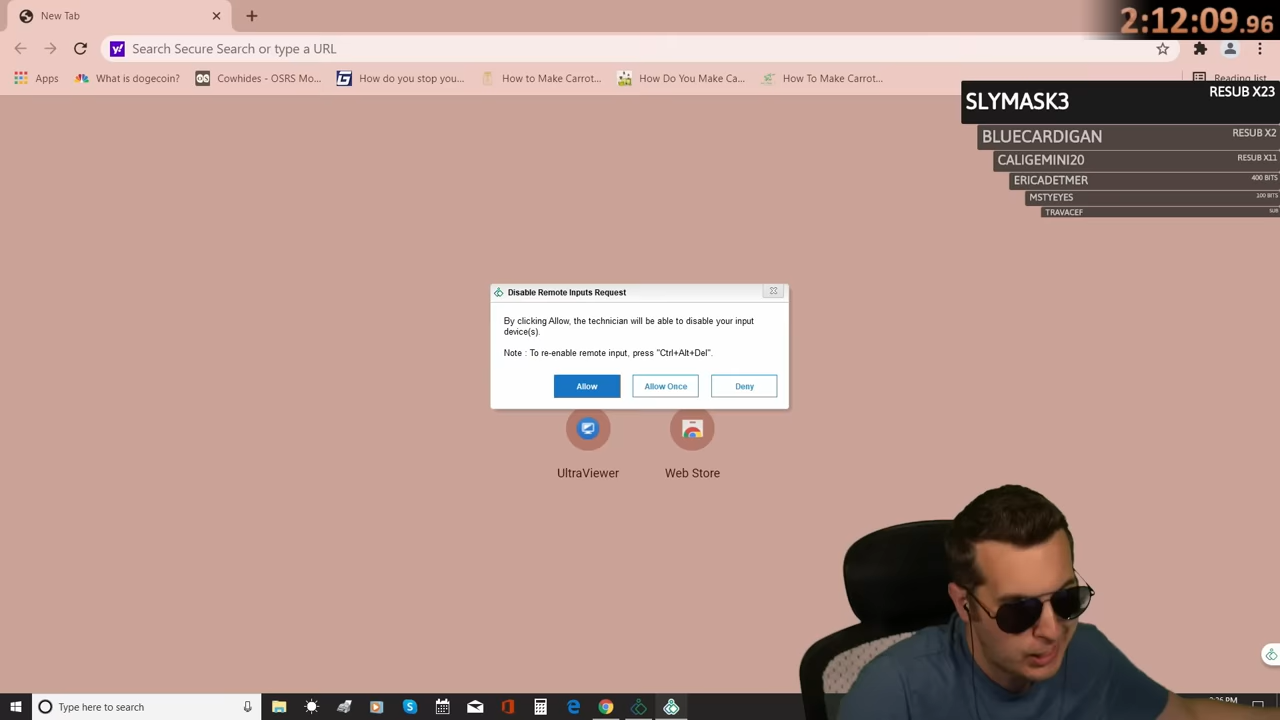 New Tab
2:12:09.96
Search Secure Search or type a URL
Apps
What is dogecoin?
Cowhides - OSRS Mo...
How do you stop you...
How to Make Carrot...
How Do You Make Ca...
How To Make Carrot...
Reading list
SLYMASK3 RESUB X23
BLUECARDIGAN RESUB X2
CALIGEMINI20 RESUB X11
ERICADETMER 400 BITS
MSTYEYES
TRAVACEF SUB
Disable Remote Inputs Request
By clicking Allow, the technician will be able to disable your input
device(s).
Note : To re-enable remote input, press "Ctrl+Alt+Del".
Allow
Allow Once
Deny
UltraViewer
Web Store
Type here to search